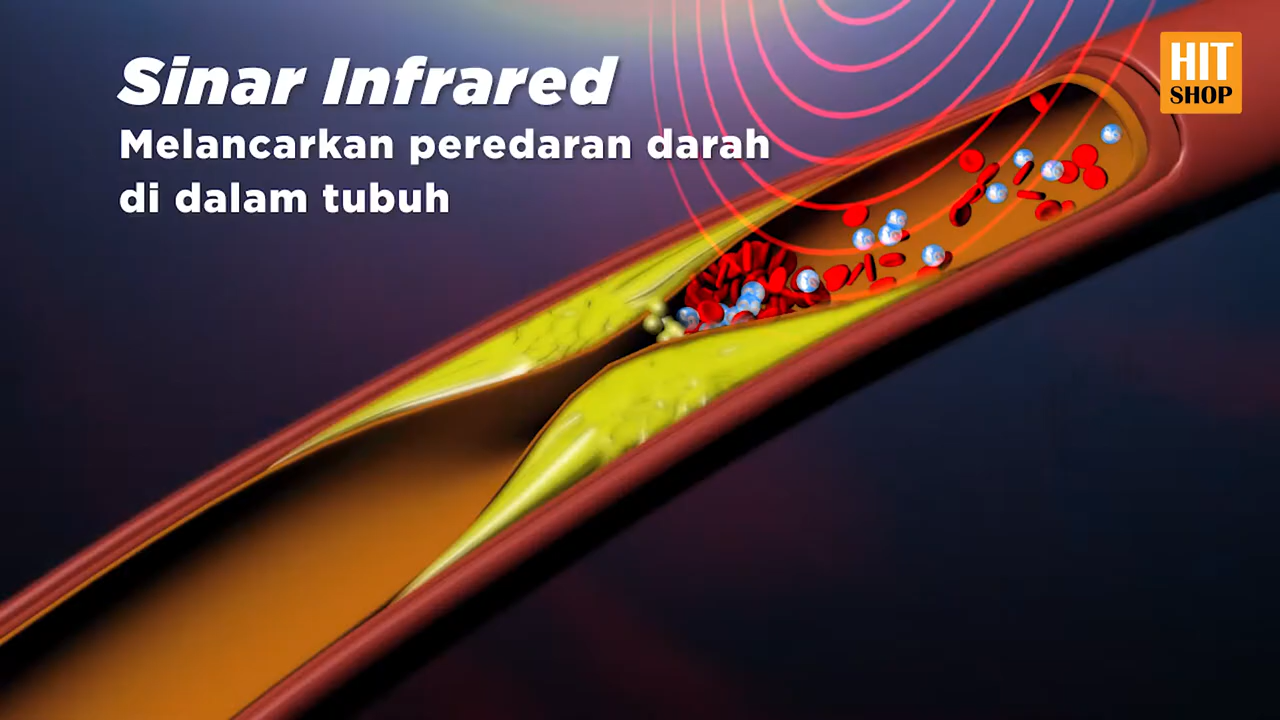 Sinar Infrared
Melancarkan peredaran darah
di dalam tubuh
HIT
SHOP